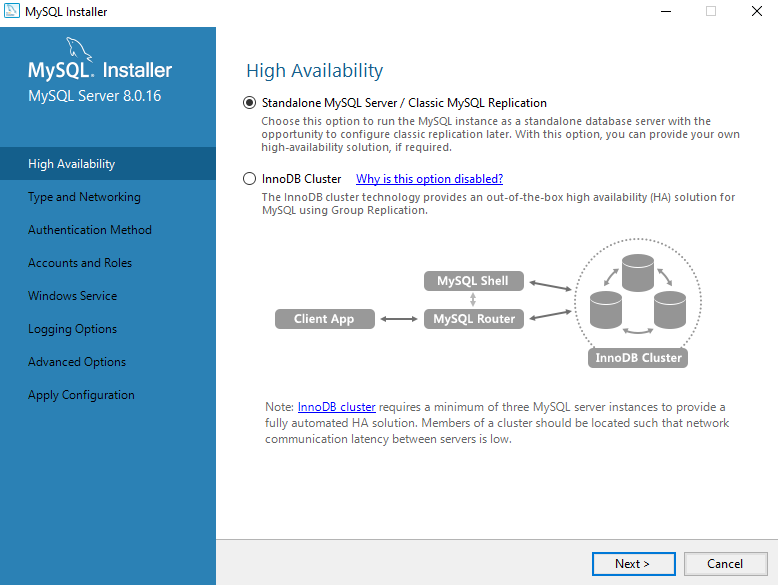 MySQL Installer
MySQL. Installer
MySQL Server 8.0.16
High Availability
Type and Networking
Authentication Method
Accounts and Roles
Windows Service
Logging Options
Advanced Options
Apply Configuration
High Availability
Standalone MySQL Server / Classic MySQL Replication
Choose this option to run the MySQL instance as a standalone database server with the
opportunity to configure classic replication later. With this option, you can provide your own
high-availability solution, if required.
InnoDB Cluster Why is this option disabled?
The InnoDB cluster technology provides an out-of-the-box high availability (HA) solution for
MySQL using Group Replication.
MySQL Shell
Client App
MySQL Router
InnoDB Cluster
Note: InnoDB cluster requires a minimum of three MySQL server instances to provide a
fully automated HA solution. Members of a cluster should be located such that network
communication latency between servers is low.
Next >
Cancel